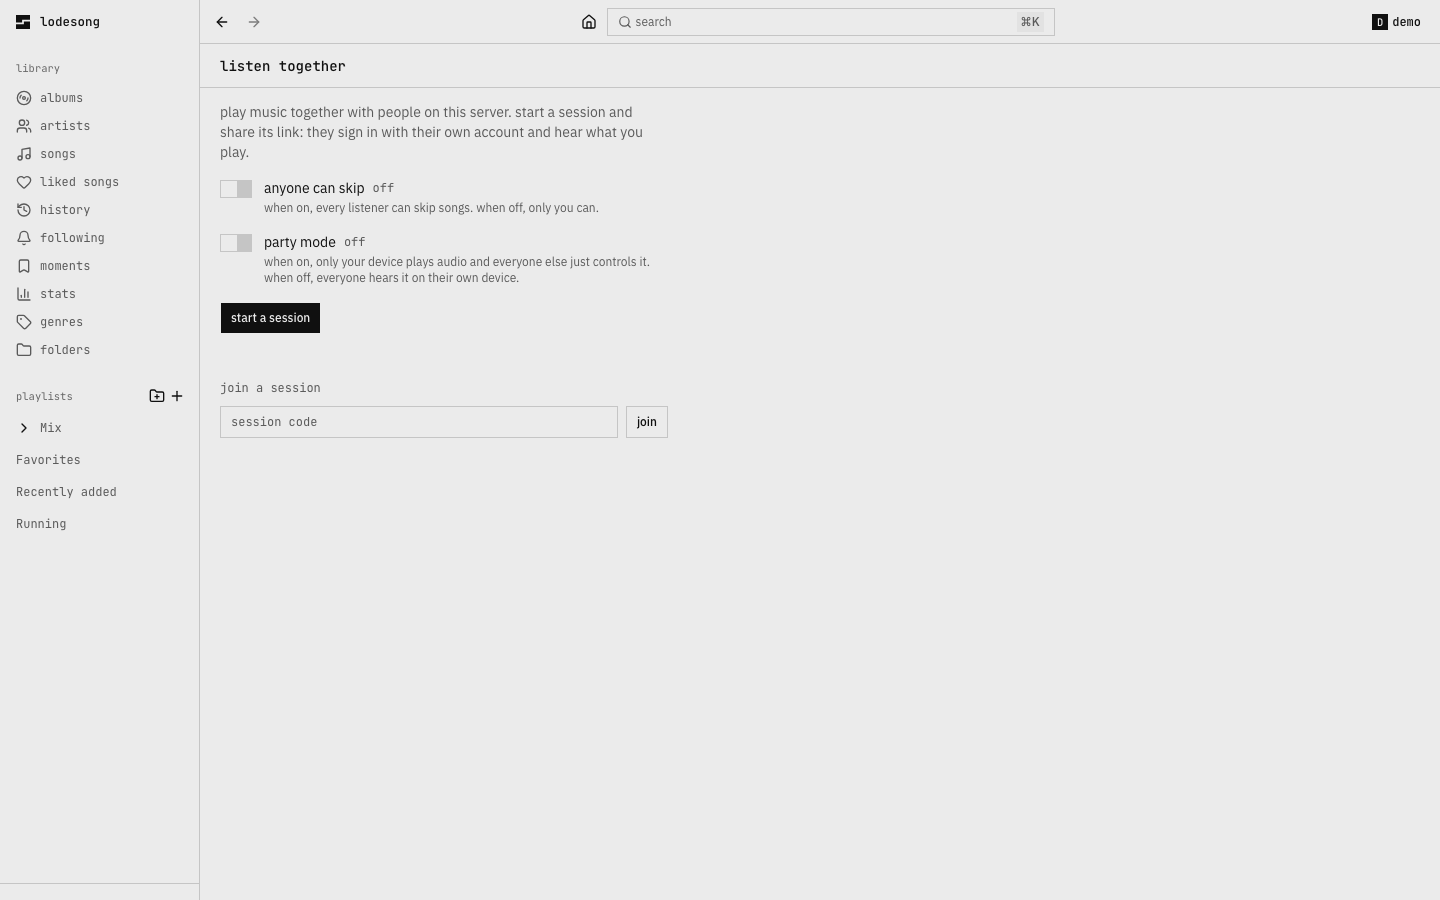 lodesong
search
⌘K
D
demo
library
albums
artists
songs
liked songs
history
following
moments
stats
genres
folders
playlists
Mix
Favorites
Recently added
Running
listen together
play music together with people on this server. start a session and
share its link: they sign in with their own account and hear what you
play.
anyone can skip off
when on, every listener can skip songs. when off, only you can.
party mode off
when on, only your device plays audio and everyone else just controls it.
when off, everyone hears it on their own device.
start a session
join a session
session code
join